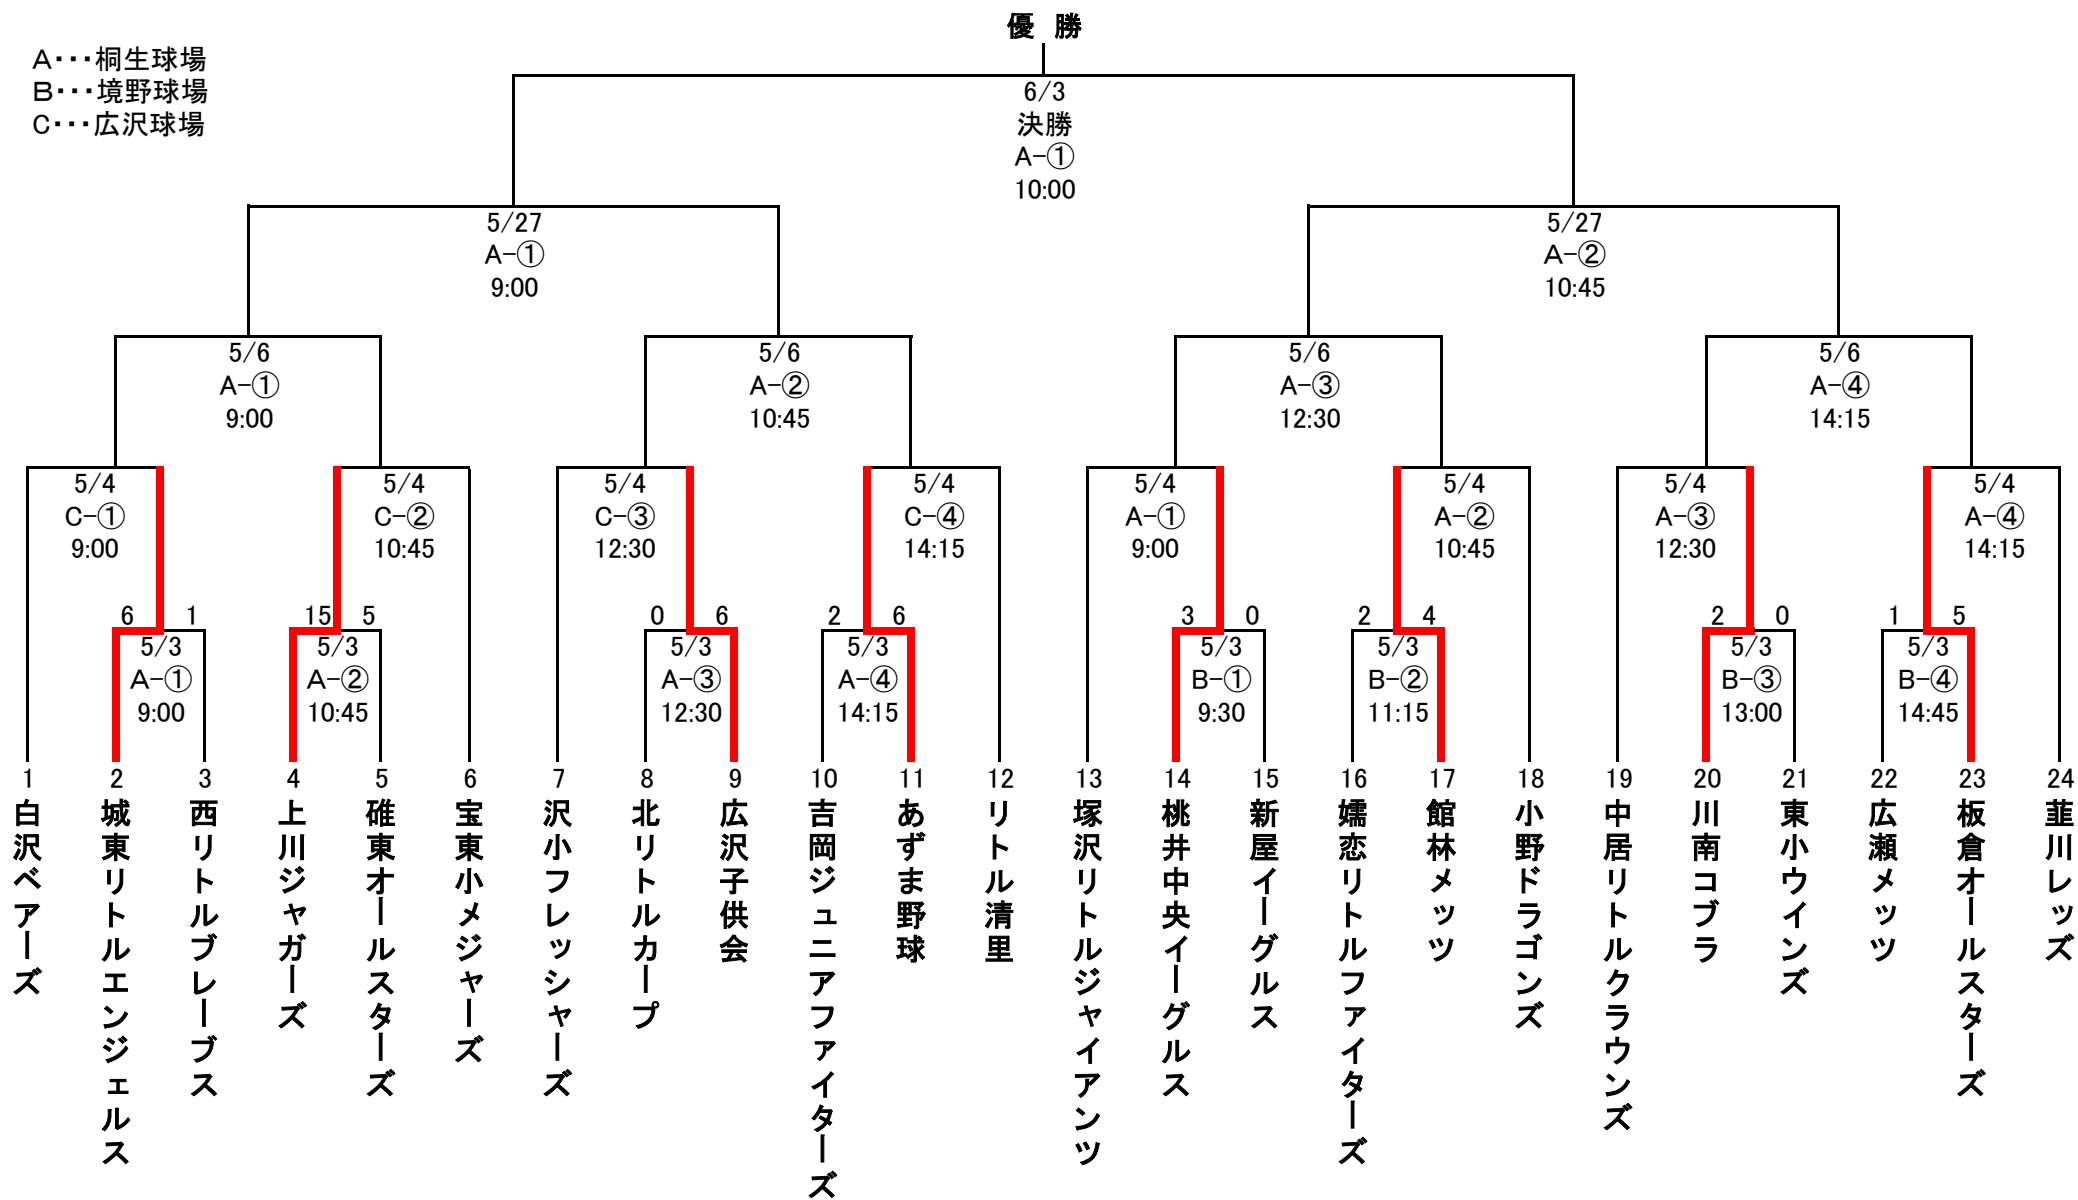 優 勝
A・・・桐生球場
B・・・境野球場
C・・・広沢球場
6/3
決勝
A-①
10:00
5/27
A-①
9:00
5/27
A-②
10:45
5/6
A-①
9:00
5/6
A-②
10:45
5/6
A-③
12:30
5/6
A-④
14:15
5/4
C-①
9:00
5/4
C-②
10:45
5/4
C-③
12:30
5/4
C-④
14:15
5/4
A-①
9:00
5/4
A-②
10:45
5/4
A-③
12:30
5/4
A-④
14:15
6 1
5/3
A-①
9:00
15 5
5/3
A-②
10:45
0 6
5/3
A-③
12:30
2 6
5/3
A-④
14:15
3 0
5/3
B-①
9:30
2 4
5/3
B-②
11:15
2 0
5/3
B-③
13:00
1 5
5/3
B-④
14:45
1
白沢ベアーズ
2
城東リトルエンジェルス
3
西リトルブレーブス
4
上川ジャガーズ
5
碓東オールスターズ
6
宝東小メジャーズ
7
沢小フレッシャーズ
8
北リトルカープ
9
広沢子供会
10
吉岡ジュニアファイターズ
11
あずま野球
12
リトル清里
13
塚沢リトルジャイアンツ
14
桃井中央イーグルス
15
新屋イーグルス
16
嬬恋リトルファイターズ
17
館林メッツ
18
小野ドラゴンズ
19
中居リトルクラウンズ
20
川南コブラ
21
東小ウインズ
22
広瀬メッツ
23
板倉オールスターズ
24
韮川レッズ